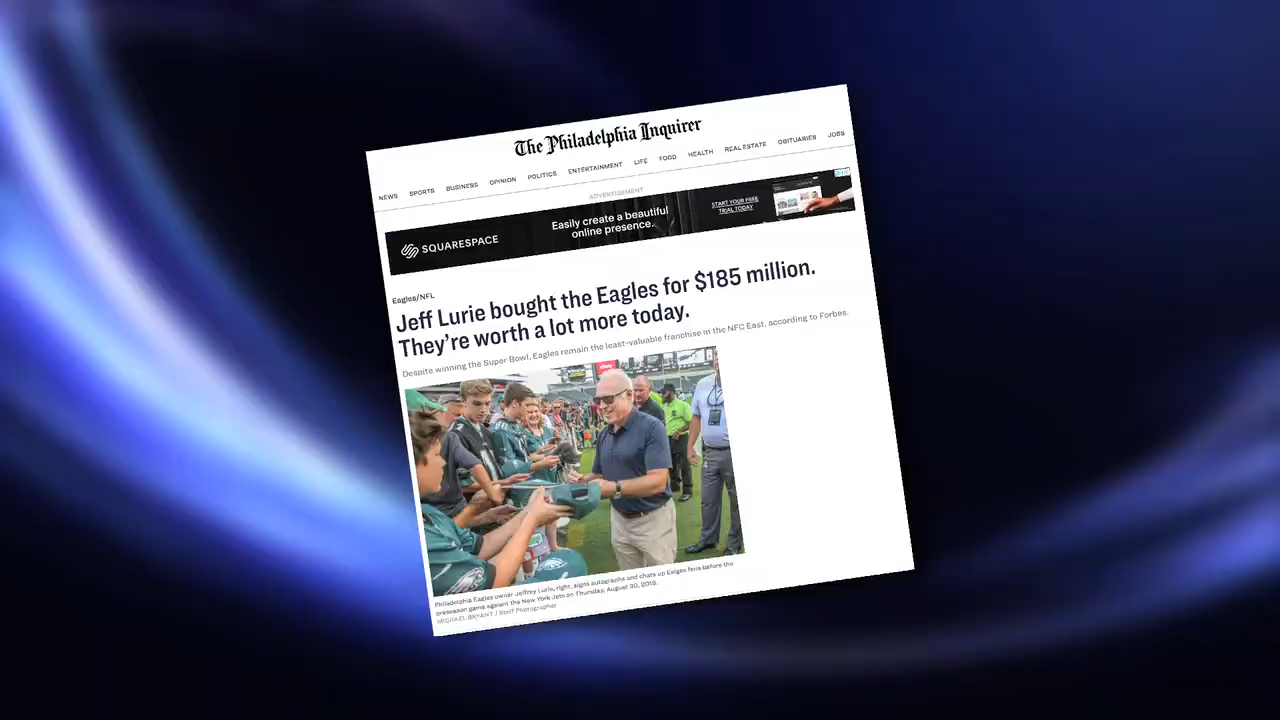 The Philadelphia Inquirer
NEWS SPORTS BUSINESS OPINION POLITICS ENTERTAINMENT LIFE FOOD HEALTH REAL ESTATE OBITUARIES JOBS
ADVERTISEMENT
SQUARESPACE
Easily create a beautiful
online presence.
START YOUR FREE
TRIAL TODAY
Eagles/NFL
Jeff Lurie bought the Eagles for $185 million.
They're worth a lot more today.
Despite winning the Super Bowl, Eagles remain the least-valuable franchise in the NFC East, according to Forbes.
Philadelphia Eagles owner Jeffrey Lurie, right, signs autographs and chats up Eagles fans before the
preseason game against the New York Jets on Thursday, August 30, 2018.
MICHAEL BRYANT / Staff Photographer